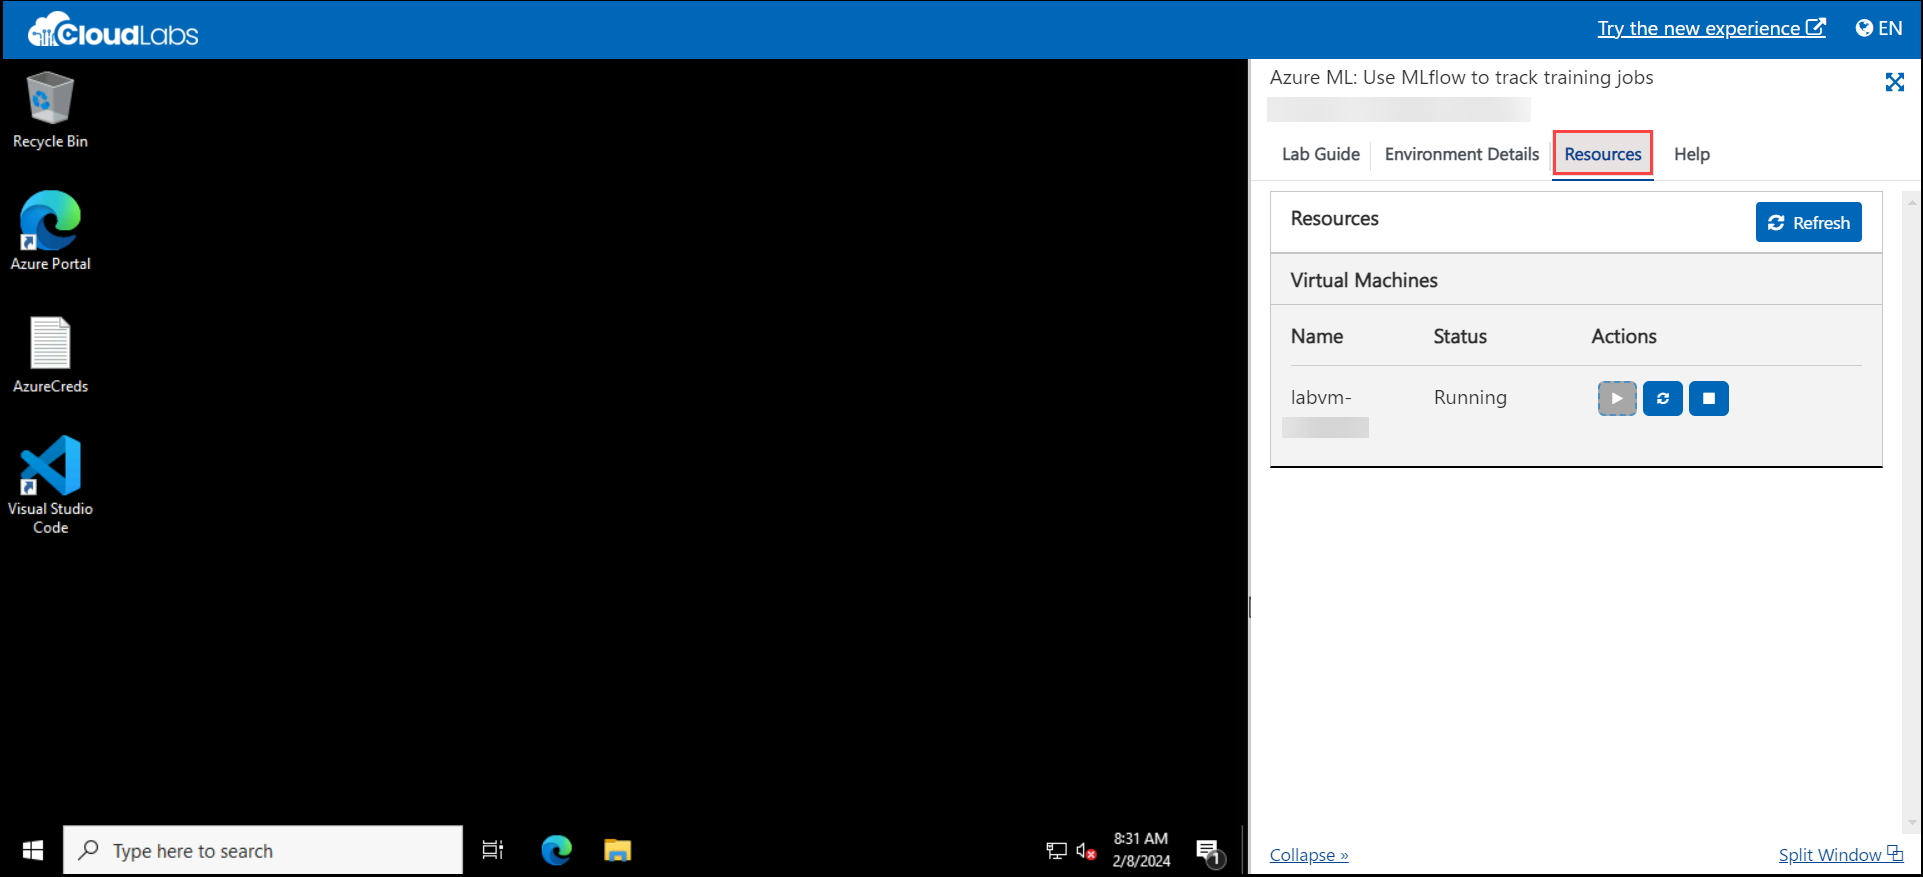 CloudLabs
Try the new experience
EN
Recycle Bin
Azure Portal
AzureCreds
Visual Studio
Code
Azure ML: Use MLflow to track training jobs
Lab Guide
Environment Details
Resources
Help
Resources
Refresh
Virtual Machines
Name Status Actions
labvm- Running
Collapse »
Split Window
Type here to search
8:31 AM
2/8/2024
1